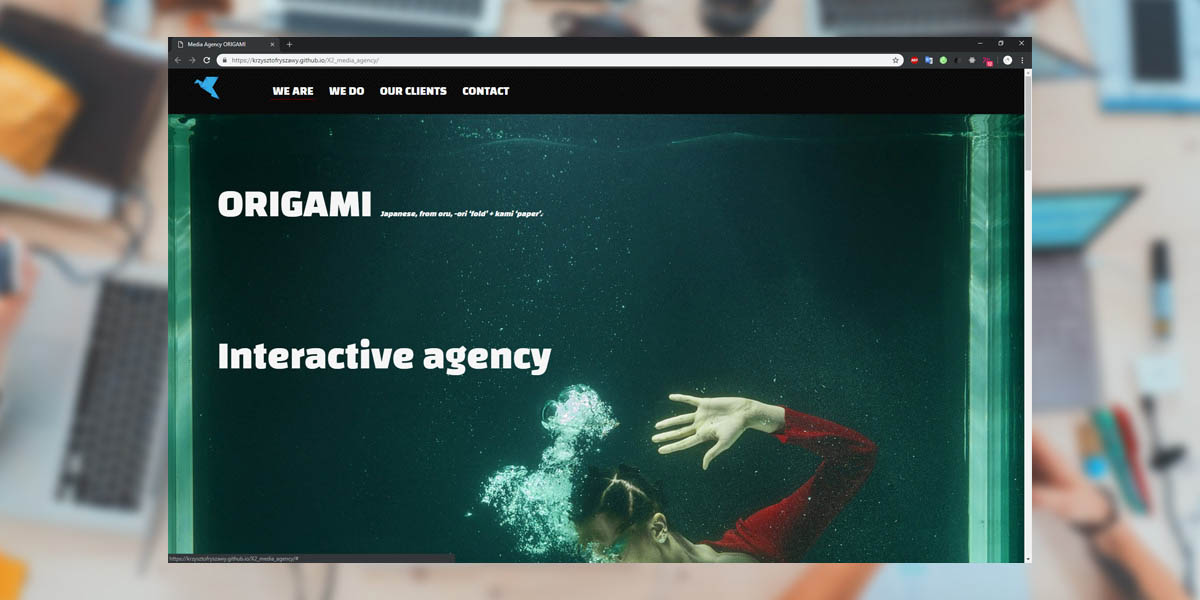 Media Agency ORIGAMI
https://krzysztofryszawy.github.io/X2_media_agency/
WE ARE WE DO OUR CLIENTS CONTACT
ORIGAMI Japanese, from oru, -ori 'fold' + kami 'paper'.
Interactive agency
https://krzysztofryszawy.github.io/X2_media_agency/#